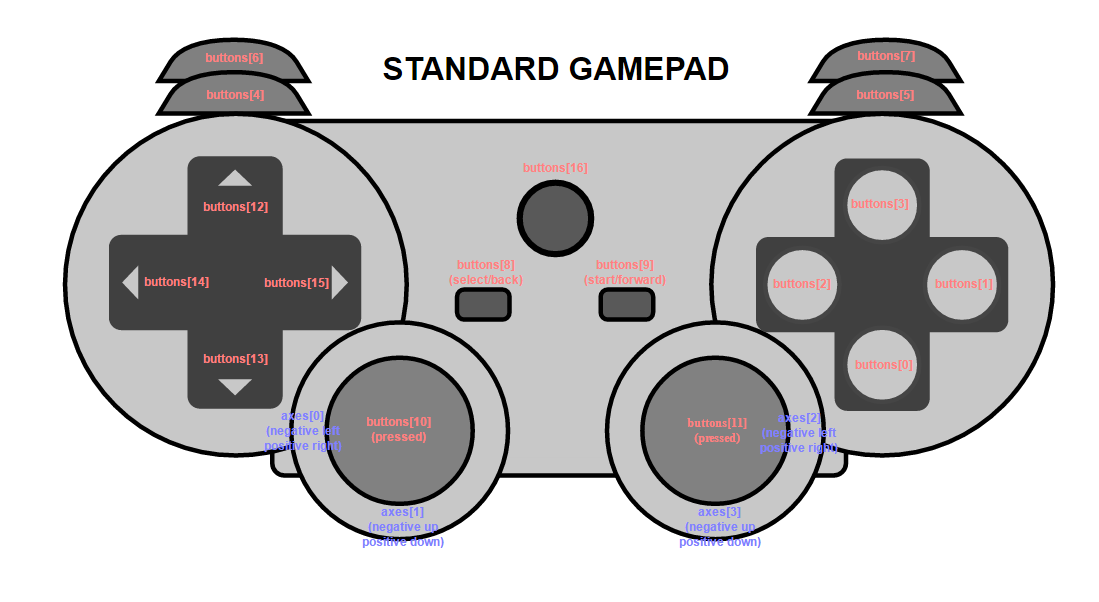 buttons[6]
buttons[7]
STANDARD GAMEPAD
buttons[4]
buttons[5]
buttons[16]
buttons[12]
buttons[3]
buttons[8]
(select/back)
buttons[9]
(start/forward)
buttons[14]
buttons[15]
buttons[2]
buttons[1]
buttons[13]
buttons[0]
axes[0]
(negative left
positive right)
buttons[10]
(pressed)
buttons[11]
(pressed)
axes[2]
(negative left
positive right)
axes[1]
(negative up
positive down)
axes[3]
(negative up
positive down)